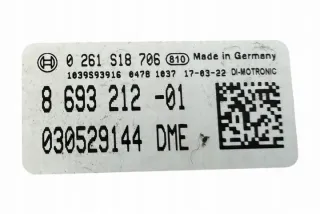 0 261 S18 706 810 Made in Germany
1039S93916 0478 1037 17-03-22 DI-MOTRONIC
8 693 212 -01
030529144 DME